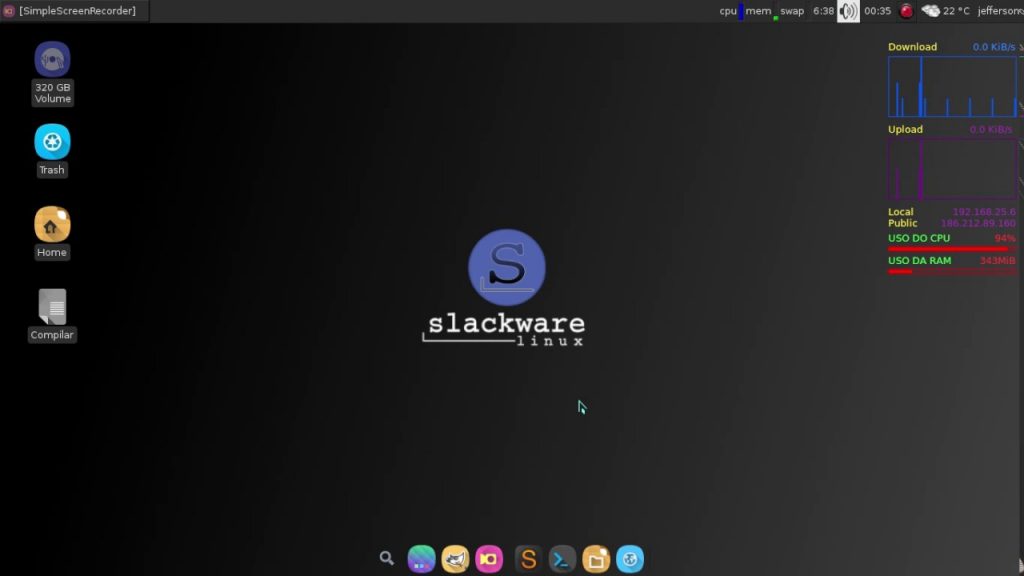 [SimpleScreenRecorder]
cpu mem swap 6:38 00:35 22 °C jefferson
Download 0.0 KiB/s
320 GB
Volume
Upload 0.0 KiB/s
Trash
Local 192.168.25.6
Public 186.212.89.160
USO DO CPU 94%
USO DA RAM 343MiB
Home
S
slackware
linux
Compilar
S